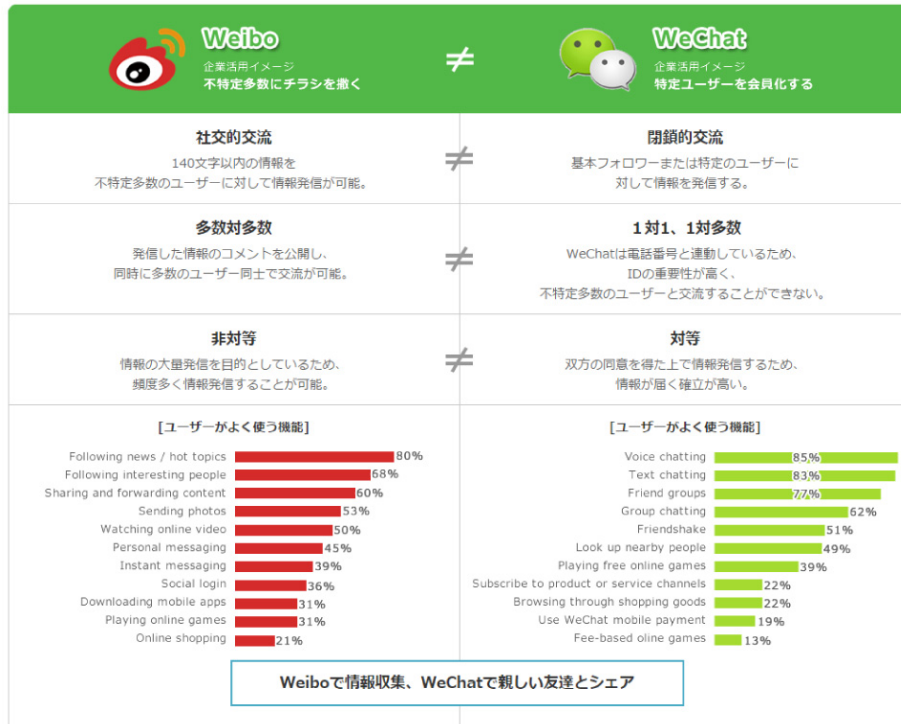 Weibo
企業活用イメージ
不特定多数にチラシを撒く
≠
WeChat
企業活用イメージ
特定ユーザーを会員化する
社交的交流
140文字以内の情報を
不特定多数のユーザーに対して情報発信が可能。
≠
閉鎖的交流
基本フォロワーまたは特定のユーザーに
対して情報を発信する。
多数対多数
発信した情報のコメントを公開し、
同時に多数のユーザー同士で交流が可能。
≠
1対1、1対多数
WeChatは電話番号と連動しているため、
IDの重要性が高く、
不特定多数のユーザーと交流することができない。
非対等
情報の大量発信を目的としているため、
頻度多く情報発信することが可能。
≠
対等
双方の同意を得た上で情報発信するため、
情報が届く確立が高い。
[ユーザーがよく使う機能]
Following news / hot topics 80%
Following interesting people 68%
Sharing and forwarding content 60%
Sending photos 53%
Watching online video 50%
Personal messaging 45%
Instant messaging 39%
Social login 36%
Downloading mobile apps 31%
Playing online games 31%
Online shopping 21%
[ユーザーがよく使う機能]
Voice chatting 85%
Text chatting 83%
Friend groups 77%
Group chatting 62%
Friendshake 51%
Look up nearby people 49%
Playing free online games 39%
Subscribe to product or service channels 22%
Browsing through shopping goods 22%
Use WeChat mobile payment 19%
Fee-based oline games 13%
Weiboで情報収集、WeChatで親しい友達とシェア